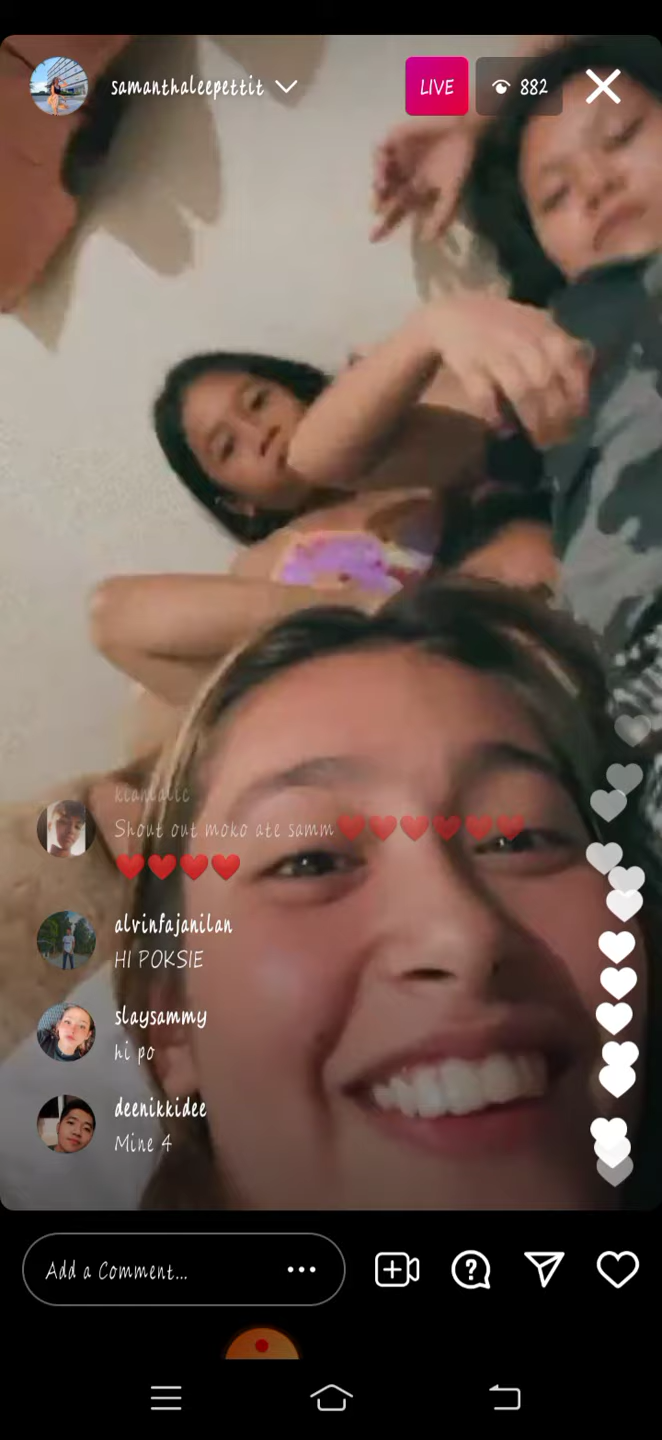 samanthaleepettit
LIVE
882
kianlalic
Shout out moko ate samm❤️❤️❤️❤️❤️❤️
❤️❤️❤️❤️
alvinfajanilan
HI POKSIE
slaysammy
hi po
deenikkidee
Mine 4
Add a Comment...